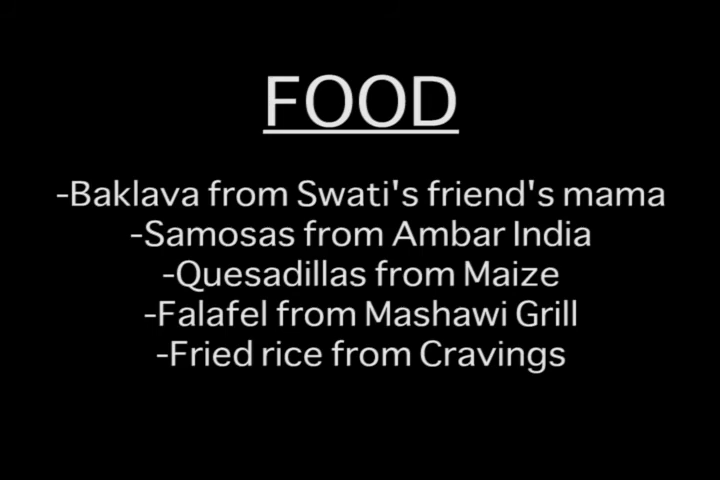 FOOD
-Baklava from Swati's friend's mama
-Samosas from Ambar India
-Quesadillas from Maize
-Falafel from Mashawi Grill
-Fried rice from Cravings